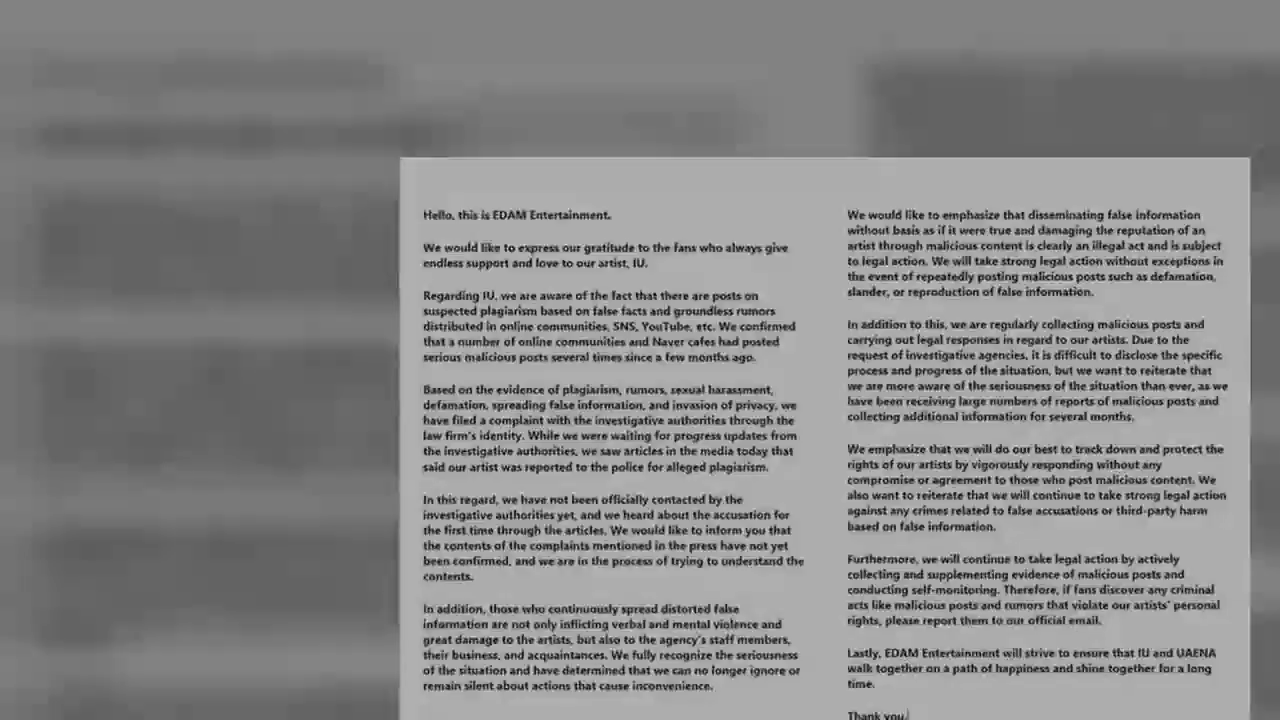 Hello, this is EDAM Entertainment.
We would like to express our gratitude to the fans who always give
endless support and love to our artist, IU.
Regarding IU, we are aware of the fact that there are posts on
suspected plagiarism based on false facts and groundless rumors
distributed in online communities, SNS, YouTube, etc. We confirmed
that a number of online communities and Naver cafes had posted
serious malicious posts several times since a few months ago.
Based on the evidence of plagiarism, rumors, sexual harassment,
defamation, spreading false information, and invasion of privacy, we
have filed a complaint with the investigative authorities through the
law firm's identity. While we were waiting for progress updates from
the investigative authorities, we saw articles in the media today that
said our artist was reported to the police for alleged plagiarism.
In this regard, we have not been officially contacted by the
investigative authorities yet, and we heard about the accusation for
the first time through the articles. We would like to inform you that
the contents of the complaints mentioned in the press have not yet
been confirmed, and we are in the process of trying to understand the
contents.
In addition, those who continuously spread distorted false
information are not only inflicting verbal and mental violence and
great damage to the artists, but also to the agency's staff members,
their business, and acquaintances. We fully recognize the seriousness
of the situation and have determined that we can no longer ignore or
remain silent about actions that cause inconvenience.
We would like to emphasize that disseminating false information
without basis as if it were true and damaging the reputation of an
artist through malicious content is clearly an illegal act and is subject
to legal action. We will take strong legal action without exceptions in
the event of repeatedly posting malicious posts such as defamation,
slander, or reproduction of false information.
In addition to this, we are regularly collecting malicious posts and
carrying out legal responses in regard to our artists. Due to the
request of investigative agencies, it is difficult to disclose the specific
process and progress of the situation, but we want to reiterate that
we are more aware of the seriousness of the situation than ever, as we
have been receiving large numbers of reports of malicious posts and
collecting additional information for several months.
We emphasize that we will do our best to track down and protect the
rights of our artists by vigorously responding without any
compromise or agreement to those who post malicious content. We
also want to reiterate that we will continue to take strong legal action
against any crimes related to false accusations or third-party harm
based on false information.
Furthermore, we will continue to take legal action by actively
collecting and supplementing evidence of malicious posts and
conducting self-monitoring. Therefore, if fans discover any criminal
acts like malicious posts and rumors that violate our artists' personal
rights, please report them to our official email.
Lastly, EDAM Entertainment will strive to ensure that IU and UAENA
walk together on a path of happiness and shine together for a long
time.
Thank you.